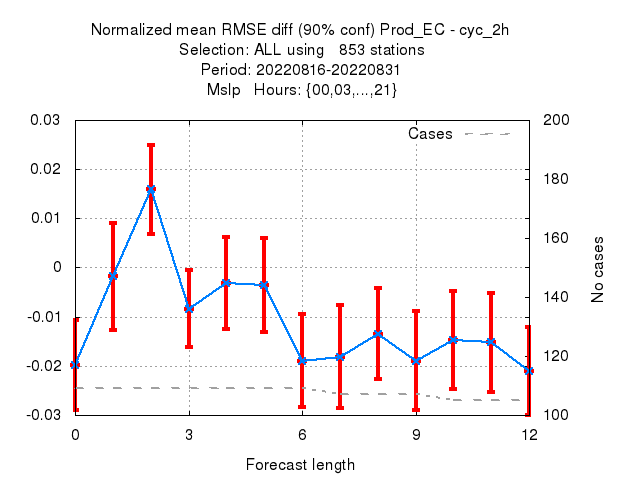 Normalized mean RMSE diff (90% conf) Prod_EC - cyc_2h
Selection: ALL using   853 stations
Period: 20220816-20220831
Mslp   Hours: {00,03,...,21}
Cases
0.03
0.02
0.01
0
-0.01
-0.02
-0.03
200
180
160
140
120
100
No cases
0 3 6 9 12
Forecast length